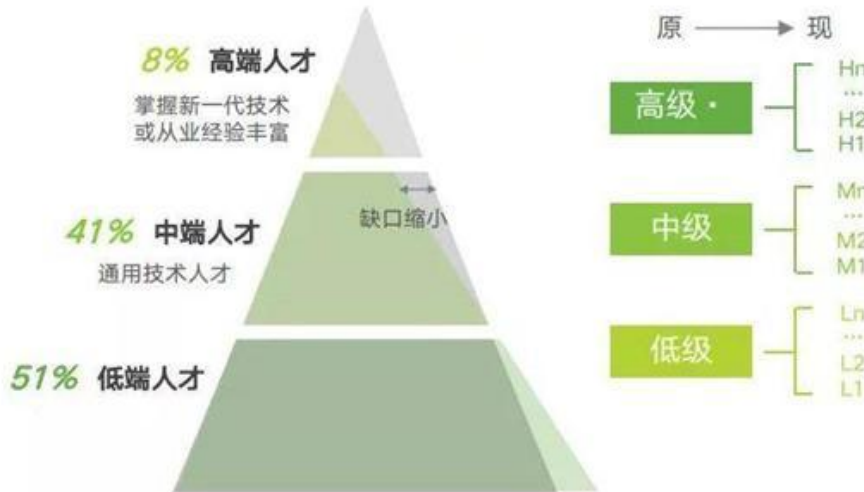 8% 高端人才
掌握新一代技术
或从业经验丰富
缺口缩小
41% 中端人才
通用技术人才
51% 低端人才
原 现
高级·
H2
H1
中级
M2
M1
低级
Ln
L2
L1